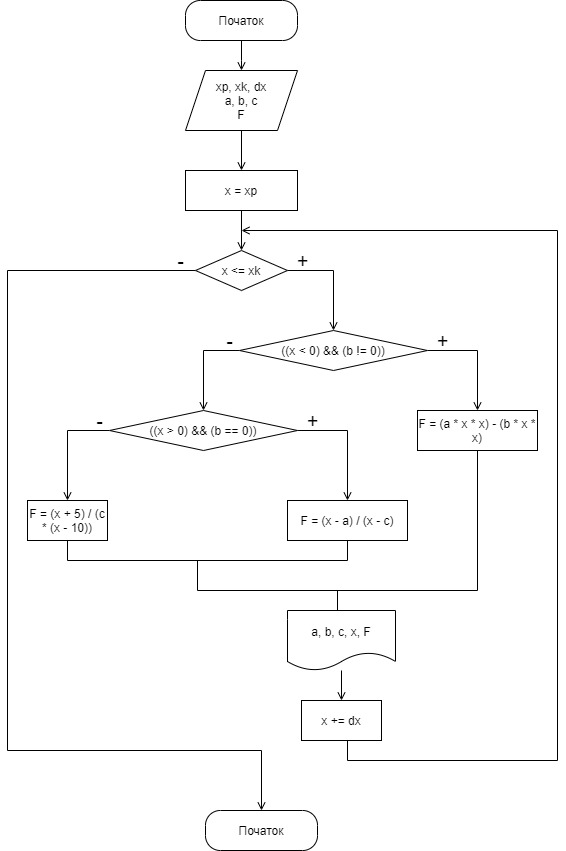 Початок
xp, xk, dx
a, b, c
F
x = xp
x <= xk
-
+
((x < 0) && (b != 0))
-
+
((x > 0) && (b == 0))
-
+
F = (a * x * x) - (b * x *
x)
F = (x + 5) / (c
* (x - 10))
F = (x - a) / (x - c)
a, b, c, x, F
x += dx
Початок